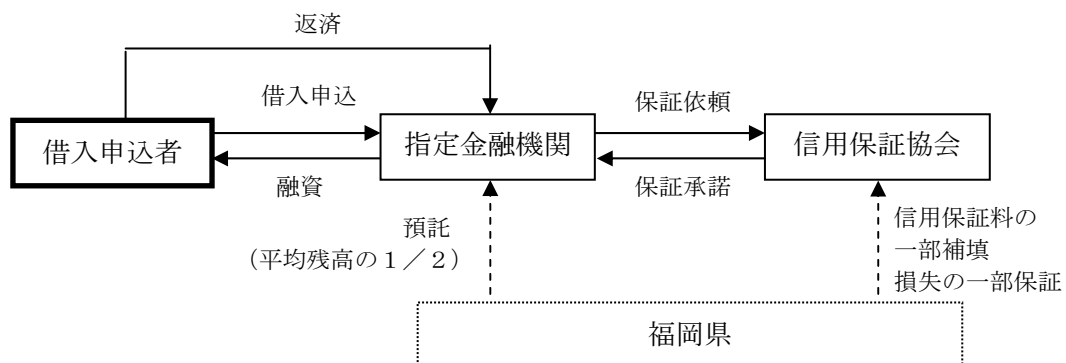 返済
借入申込
保証依頼
借入申込者
指定金融機関
信用保証協会
融資
保証承諾
預託
（平均残高の１／２）
信用保証料の
一部補填
損失の一部保証
福岡県